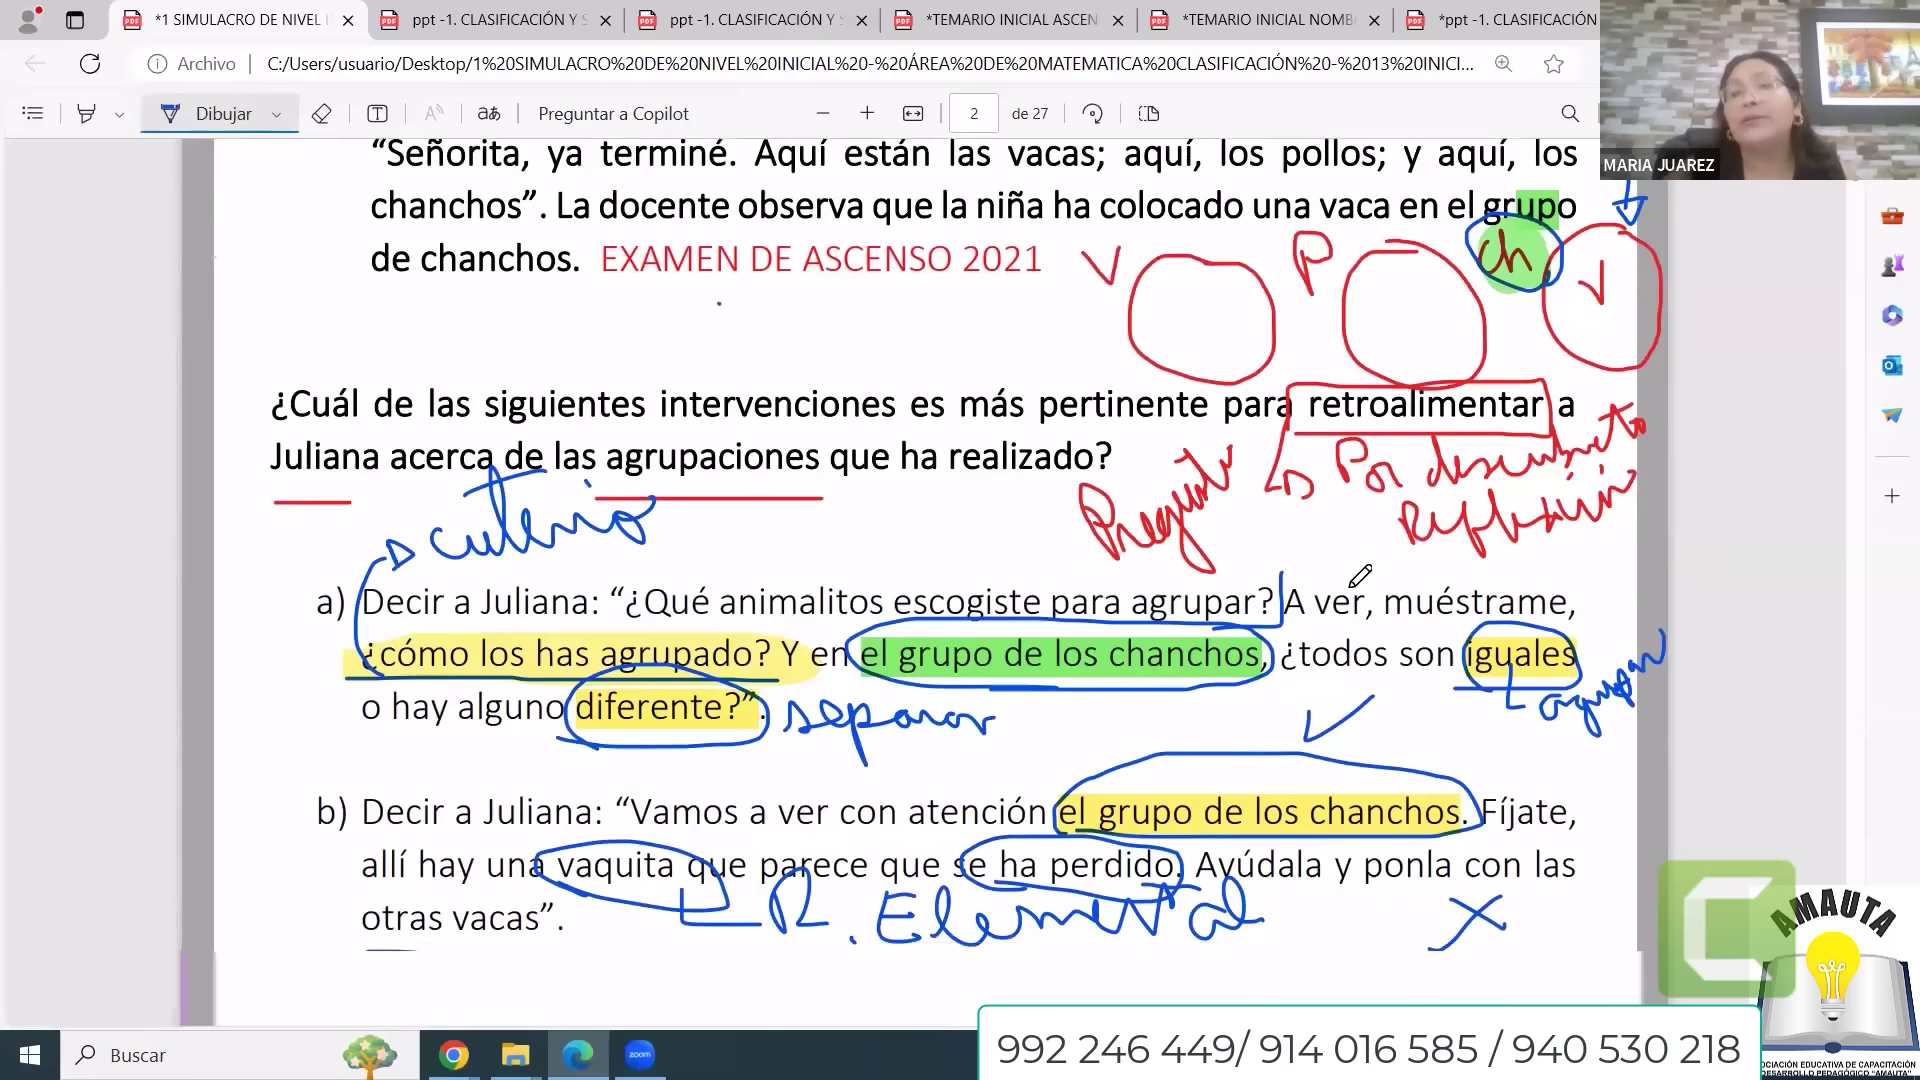 *1 SIMULACRO DE NIVEL I
ppt -1. CLASIFICACIÓN Y S
ppt -1. CLASIFICACIÓN Y S
*TEMARIO INICIAL ASCEN
*TEMARIO INICIAL NOMB
*ppt -1. CLASIFICACIÓN
Archivo
C:/Users/usuario/Desktop/1%20SIMULACRO%20DE%20NIVEL%20INICIAL%20-%20ÁREA%20DE%20MATEMATICA%20CLASIFICACIÓN%20-%2013%20INICI...
Dibujar
Preguntar a Copilot
2 de 27
MARIA JUAREZ
“Señorita, ya terminé. Aquí están las vacas; aquí, los pollos; y aquí, los
chanchos”. La docente observa que la niña ha colocado una vaca en el grupo
de chanchos. EXAMEN DE ASCENSO 2021
V P ch V
¿Cuál de las siguientes intervenciones es más pertinente para retroalimentar a
Juliana acerca de las agrupaciones que ha realizado?
Por
criterio
a) Decir a Juliana: “¿Qué animalitos escogiste para agrupar? A ver, muéstrame,
¿cómo los has agrupado? Y en el grupo de los chanchos, ¿todos son iguales
o hay alguno diferente?”. separar
agrupar
b) Decir a Juliana: “Vamos a ver con atención el grupo de los chanchos. Fíjate,
allí hay una vaquita que parece que se ha perdido. Ayúdala y ponla con las
otras vacas”. R. Elemental X
AMAUTA
992 246 449/ 914 016 585 / 940 530 218
Buscar
zoom